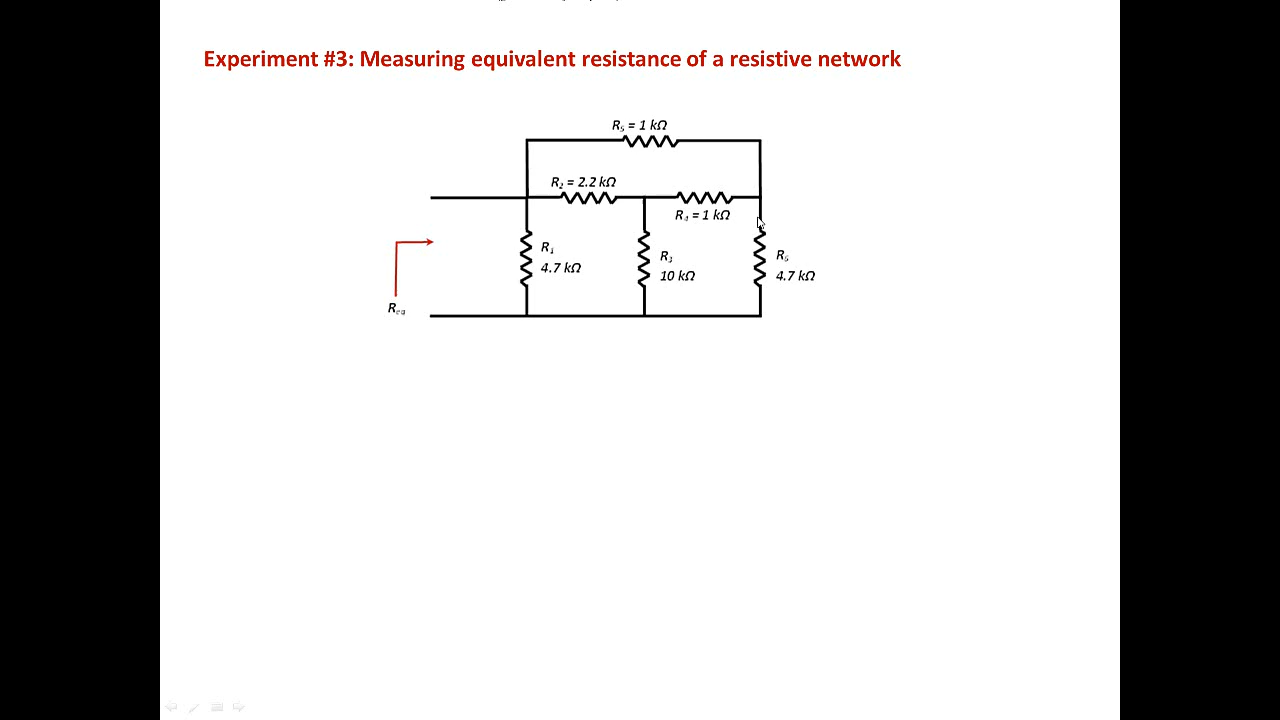 Experiment #3: Measuring equivalent resistance of a resistive network
R₅ = 1 kΩ
R₂ = 2.2 kΩ
R₄ = 1 kΩ
R₁
4.7 kΩ
R₃
10 kΩ
R₆
4.7 kΩ
Req